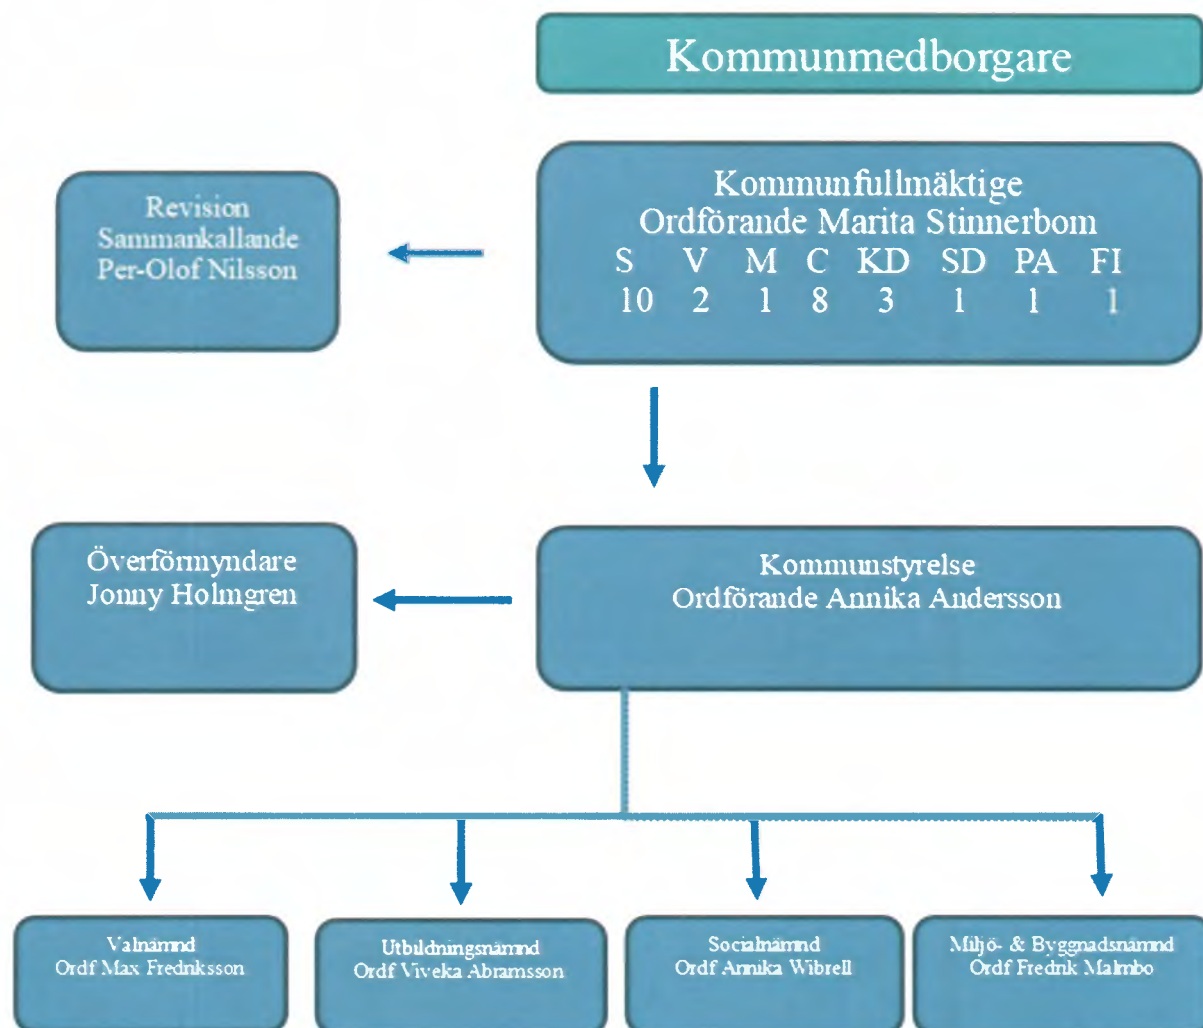 Kommunmedborgare
Kommunfullmäktige
Ordförande Marita Stinnerbom
S V M C KD SD PA FI
10 2 1 8 3 1 1 1
Revision
Sammankallande
Per-Olof Nilsson
Överförmyndare
Jonny Holmgren
Kommunstyrelse
Ordförande Annika Andersson
Valnämnd
Ordf Max Fredriksson
Utbildningsnämnd
Ordf Viveka Abramsson
Socialnämnd
Ordf Annika Wibrell
Miljö- & Byggnadsnämnd
Ordf Fredrik Malmbo